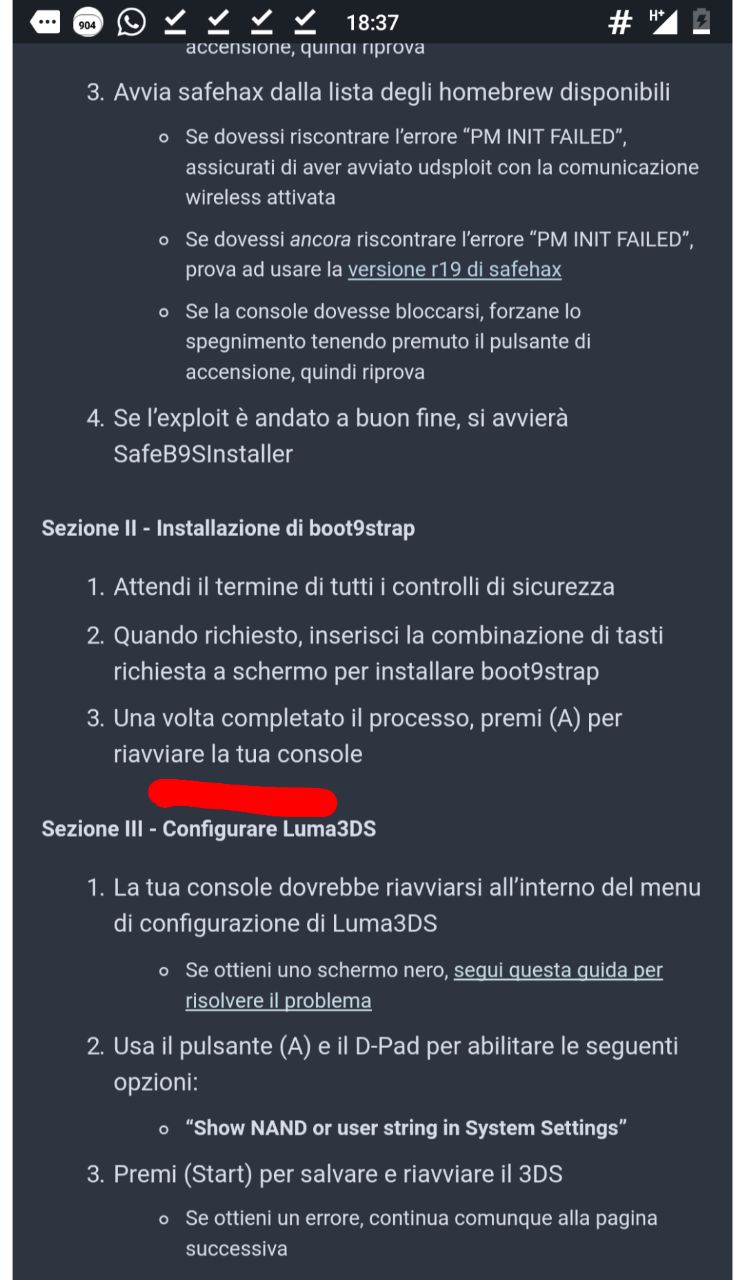 904
18:37
H+
accensione, quindi riprova
3. Avvia safehax dalla lista degli homebrew disponibili
Se dovessi riscontrare l'errore “PM INIT FAILED”,
assicurati di aver avviato udsploit con la comunicazione
wireless attivata
Se dovessi ancora riscontrare l'errore “PM INIT FAILED”,
prova ad usare la versione r19 di safehax
Se la console dovesse bloccarsi, forzane lo
spegnimento tenendo premuto il pulsante di
accensione, quindi riprova
4. Se l'exploit è andato a buon fine, si avvierà
SafeB9SInstaller
Sezione II - Installazione di boot9strap
1. Attendi il termine di tutti i controlli di sicurezza
2. Quando richiesto, inserisci la combinazione di tasti
richiesta a schermo per installare boot9strap
3. Una volta completato il processo, premi (A) per
riavviare la tua console
Sezione III - Configurare Luma3DS
1. La tua console dovrebbe riavviarsi all'interno del menu
di configurazione di Luma3DS
Se ottieni uno schermo nero, segui questa guida per
risolvere il problema
2. Usa il pulsante (A) e il D-Pad per abilitare le seguenti
opzioni:
“Show NAND or user string in System Settings”
3. Premi (Start) per salvare e riavviare il 3DS
Se ottieni un errore, continua comunque alla pagina
successiva